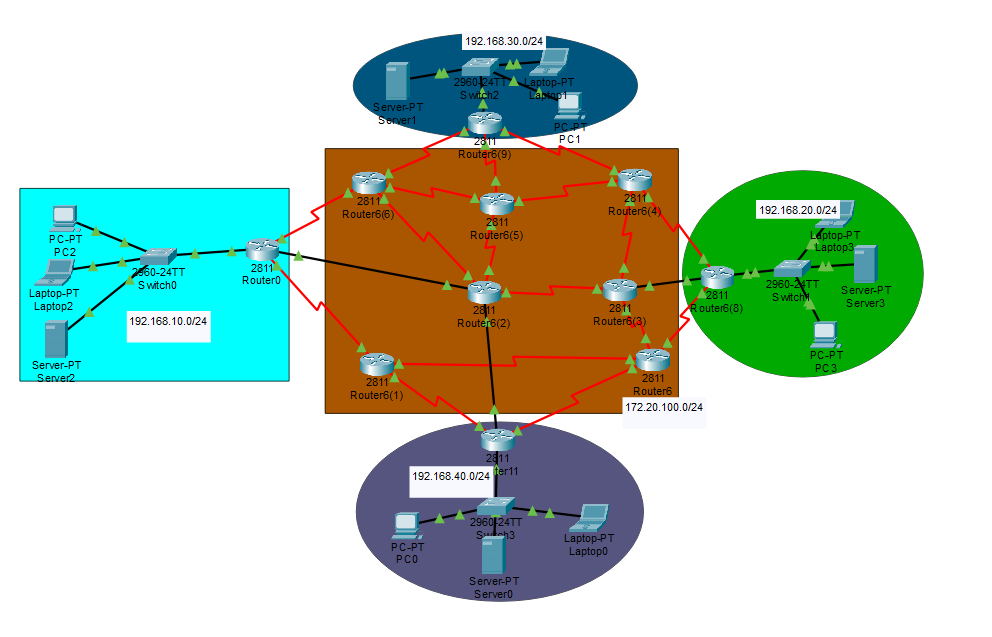 192.168.30.0/24
2960-24TT
Switch2
Laptop-PT
Laptop1
Server-PT
Server1
PC-PT
PC1
2811
Router6(9)
2811
Router6(6)
2811
Router6(4)
2811
Router6(5)
192.168.20.0/24
Laptop-PT
Laptop3
PC-PT
PC2
2960-24TT
Switch0
2811
Router0
2960-24TT
Switch1
Server-PT
Server3
2811
Router6(8)
Laptop-PT
Laptop2
2811
Router6(2)
2811
Router6(3)
192.168.10.0/24
PC-PT
PC3
Server-PT
Server2
2811
Router6(1)
2811
Router6
172.20.100.0/24
2811
ter11
192.168.40.0/24
2960-24TT
Switch3
PC-PT
PC0
Laptop-PT
Laptop0
Server-PT
Server0